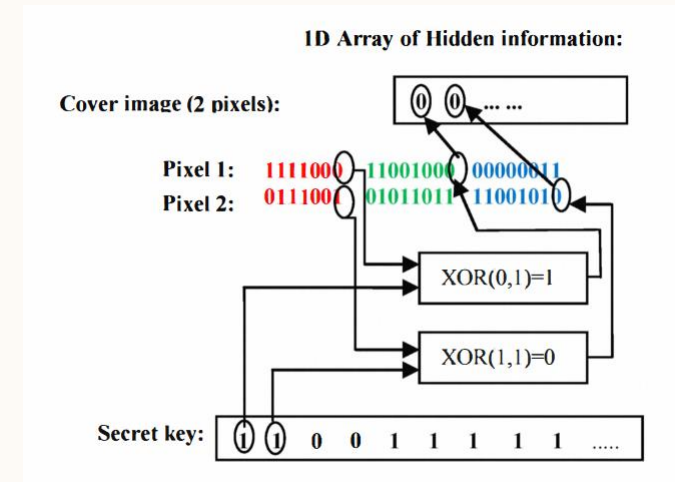 1D Array of Hidden information:
0 0 ... ...
Cover image (2 pixels):
Pixel 1: 11110000 11001000 00000011
Pixel 2: 01110011 01011011 11001010
XOR(0,1)=1
XOR(1,1)=0
Secret key: 1 1 0 0 1 1 1 1 1 .....